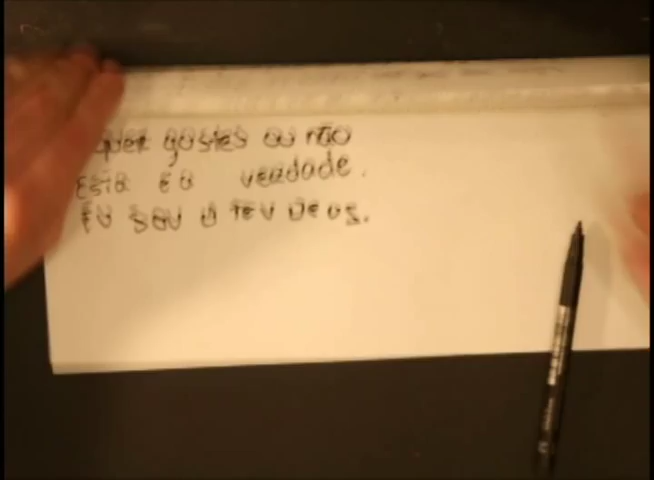 quer gostes ou não
Esta é a verdade.
EU SOU O TEU DEUS.